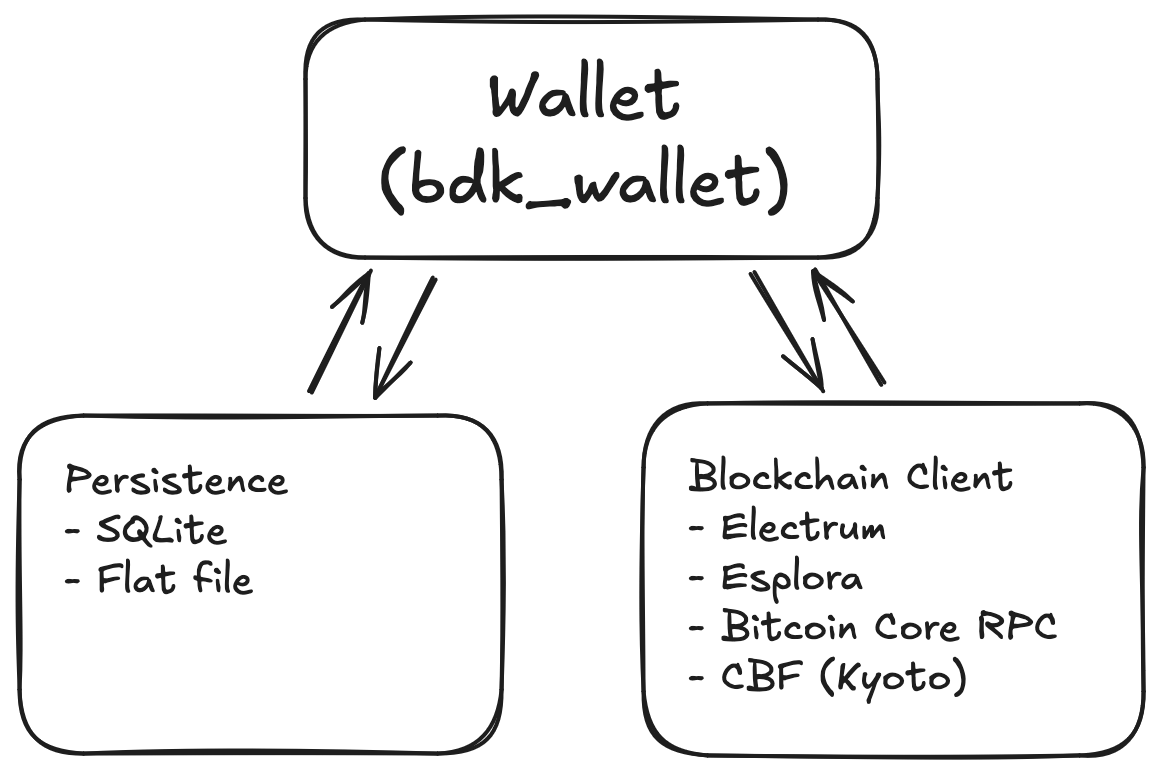 Wallet
(bdk_wallet)
Persistence
- SQLite
- Flat file
Blockchain Client
- Electrum
- Esplora
- Bitcoin Core RPC
- CBF (Kyoto)